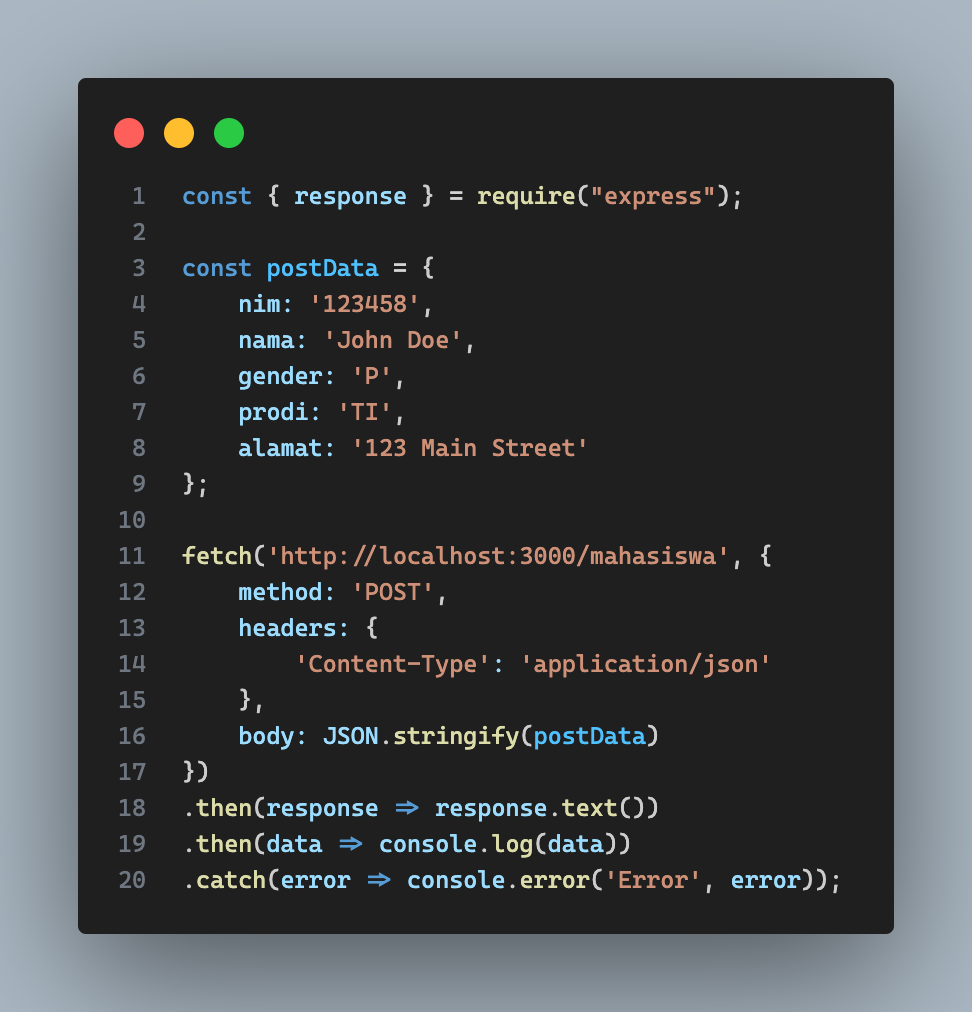 1 const { response } = require("express");
2
3 const postData = {
4     nim: '123458',
5     nama: 'John Doe',
6     gender: 'P',
7     prodi: 'TI',
8     alamat: '123 Main Street'
9 };
10
11 fetch('http://localhost:3000/mahasiswa', {
12     method: 'POST',
13     headers: {
14         'Content-Type': 'application/json'
15     },
16     body: JSON.stringify(postData)
17 })
18 .then(response => response.text())
19 .then(data => console.log(data))
20 .catch(error => console.error('Error', error));